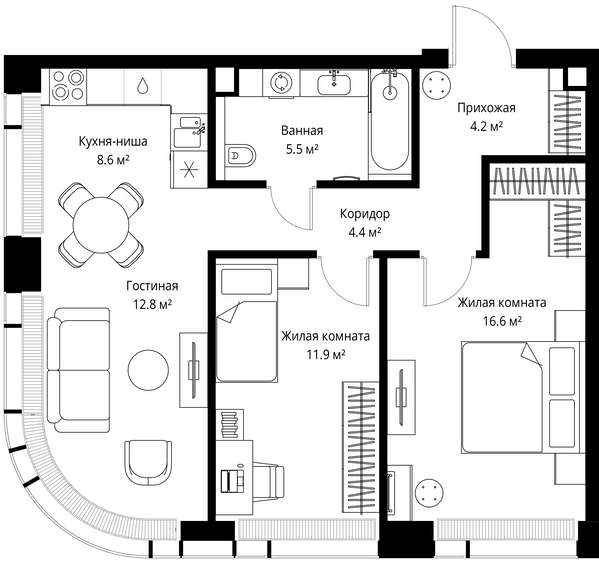 Прихожая
4.2 м²
Ванная
5.5 м²
Кухня-ниша
8.6 м²
Коридор
4.4 м²
Гостиная
12.8 м²
Жилая комната
11.9 м²
Жилая комната
16.6 м²